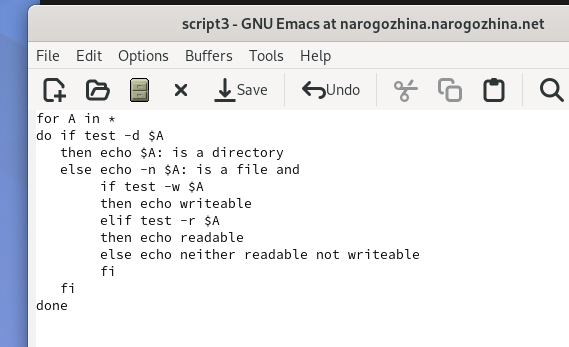 script3 - GNU Emacs at narogozhina.narogozhina.net
File Edit Options Buffers Tools Help
Save Undo
for A in *
do if test -d $A
   then echo $A: is a directory
   else echo -n $A: is a file and
        if test -w $A
        then echo writeable
        elif test -r $A
        then echo readable
        else echo neither readable not writeable
        fi
   fi
done